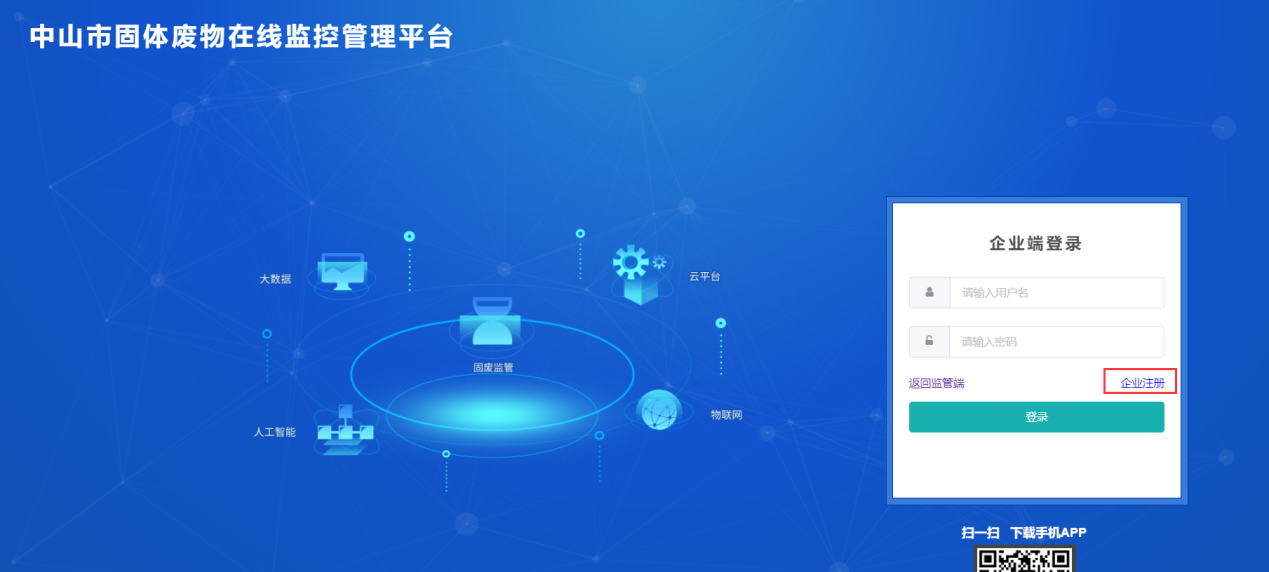 中山市固体废物在线监控管理平台
大数据
云平台
固废监管
人工智能
物联网
企业端登录
请输入用户名
请输入密码
返回监管端 企业注册
登录
扫一扫 下载手机APP